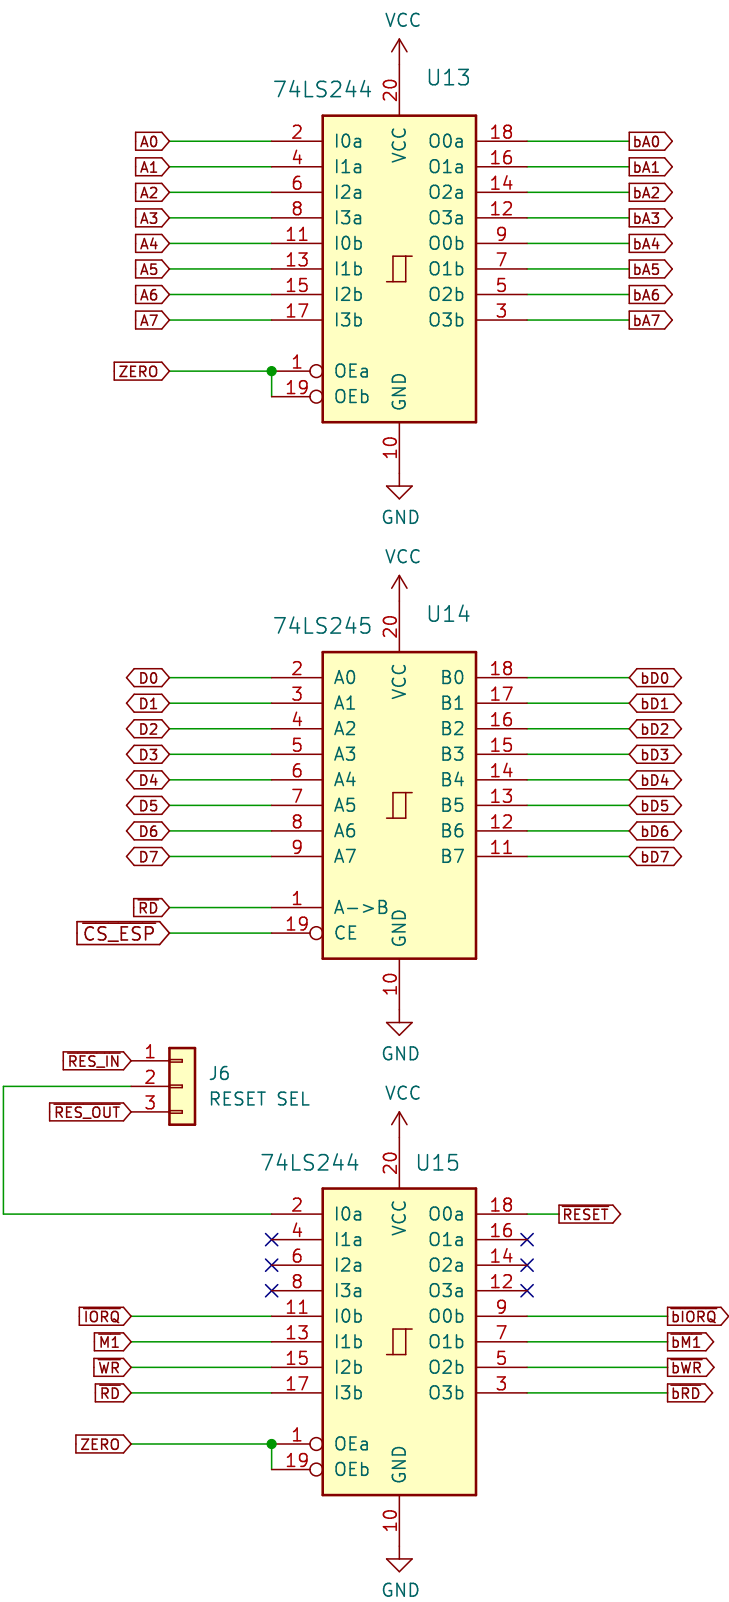 VCC
74LS244 U13
20
A0 2 I0a VCC O0a 18 bA0
A1 4 I1a O1a 16 bA1
A2 6 I2a O2a 14 bA2
A3 8 I3a O3a 12 bA3
A4 11 I0b O0b 9 bA4
A5 13 I1b O1b 7 bA5
A6 15 I2b O2b 5 bA6
A7 17 I3b O3b 3 bA7
ZERO 1 OEa
19 OEb GND
10
GND
VCC
74LS245 U14
20
D0 2 A0 VCC B0 18 bD0
D1 3 A1 B1 17 bD1
D2 4 A2 B2 16 bD2
D3 5 A3 B3 15 bD3
D4 6 A4 B4 14 bD4
D5 7 A5 B5 13 bD5
D6 8 A6 B6 12 bD6
D7 9 A7 B7 11 bD7
RD 1 A->B
CS_ESP 19 CE GND
10
GND
RES_IN 1
2 J6
RES_OUT 3 RESET SEL
VCC
74LS244 U15
20
2 I0a VCC O0a 18 RESET
4 I1a O1a 16
6 I2a O2a 14
8 I3a O3a 12
IORQ 11 I0b O0b 9 bIORQ
M1 13 I1b O1b 7 bM1
WR 15 I2b O2b 5 bWR
RD 17 I3b O3b 3 bRD
ZERO 1 OEa
19 OEb GND
10
GND